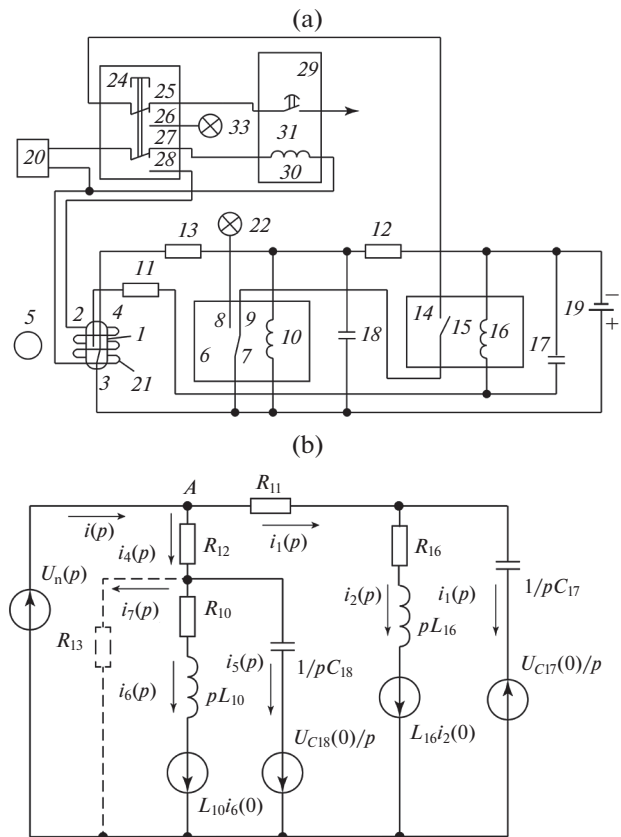 (a)
24
25
29
26
33
27
31
20
28
30
13
22
12
11
5
2
4
8
9
14
15
16
19
−
+
1
6
7
10
18
17
3
21
(b)
A
R11
i(p)
i1(p)
i4(p)
R12
R16
Un(p)
i7(p)
R10
i2(p)
i1(p)
1/pC17
R13
i5(p)
1/pC18
pL16
i6(p)
pL10
UC18(0)/p
L16i2(0)
UC17(0)/p
L10i6(0)